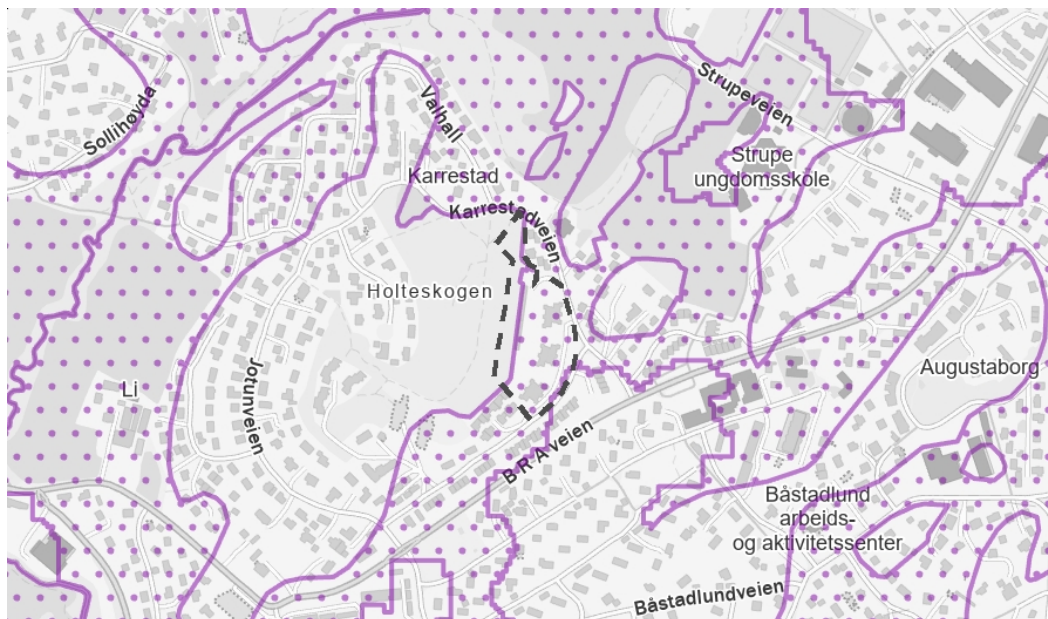 Strupeveien
Sollihøyda
Valhall
Strupe
ungdomsskole
Karrestad
Karrestadveien
Holteskogen
Augustaborg
Li
Jotunveien
B R A veien
Båstadlund
arbeids-
og aktivitetssenter
Båstadlundveien